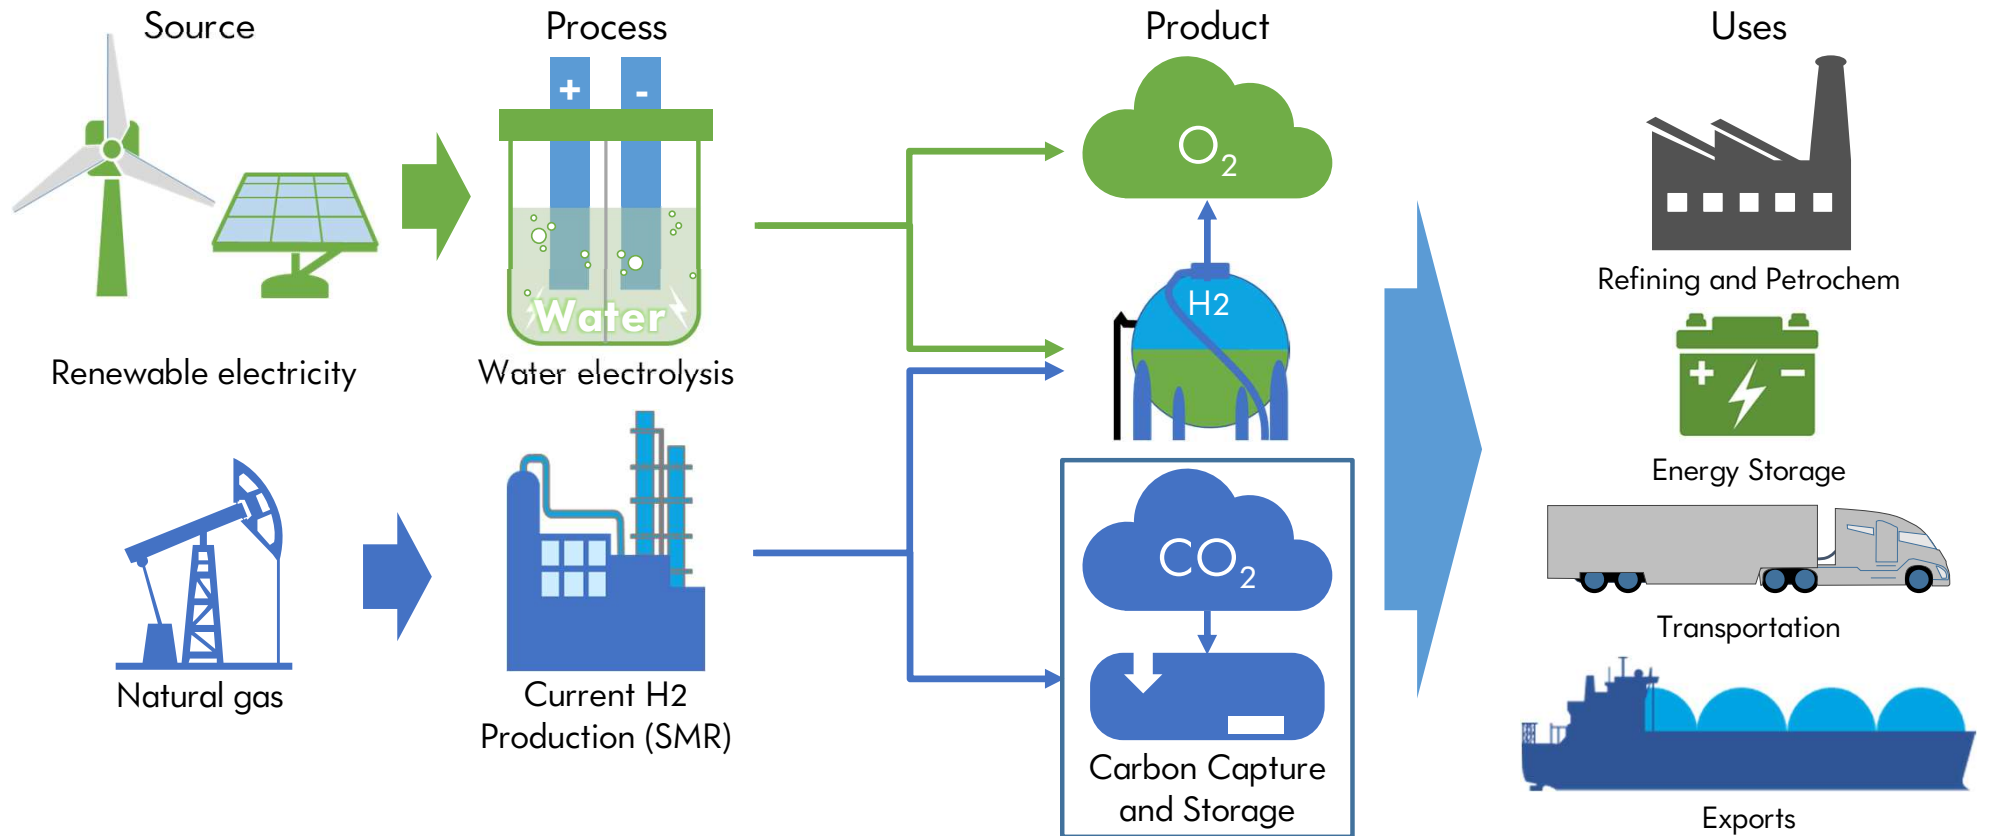 Source
Process
Product
Uses
+ -
Water
O₂
H2
Renewable electricity
Water electrolysis
Refining and Petrochem
+ −
Energy Storage
Natural gas
Current H2
Production (SMR)
CO₂
Carbon Capture
and Storage
Transportation
Exports